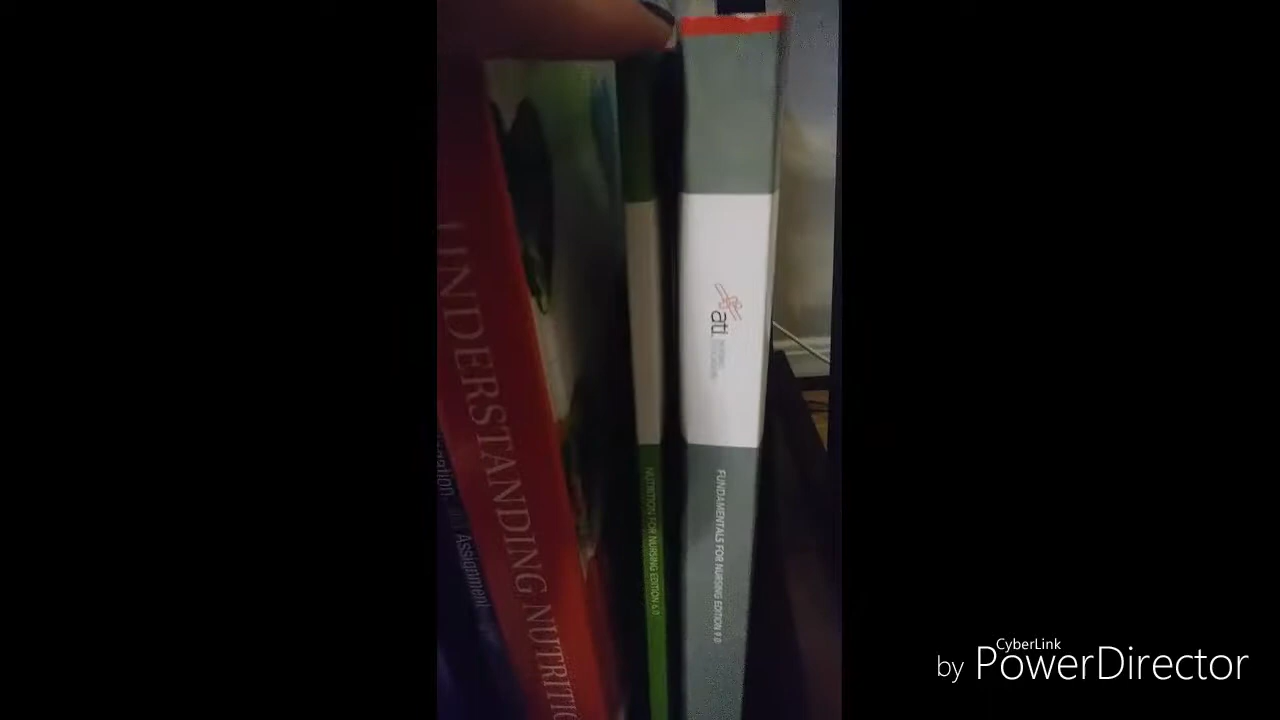 UNDERSTANDING NUTRITIO
Assignment
NUTRITION FOR NURSING EDITION 6.0
ati
FUNDAMENTALS FOR NURSING EDITION 9.0
CyberLink
by PowerDirector